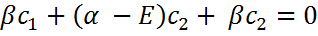 βc₁ + (α − E)c₂ + βc₂ = 0